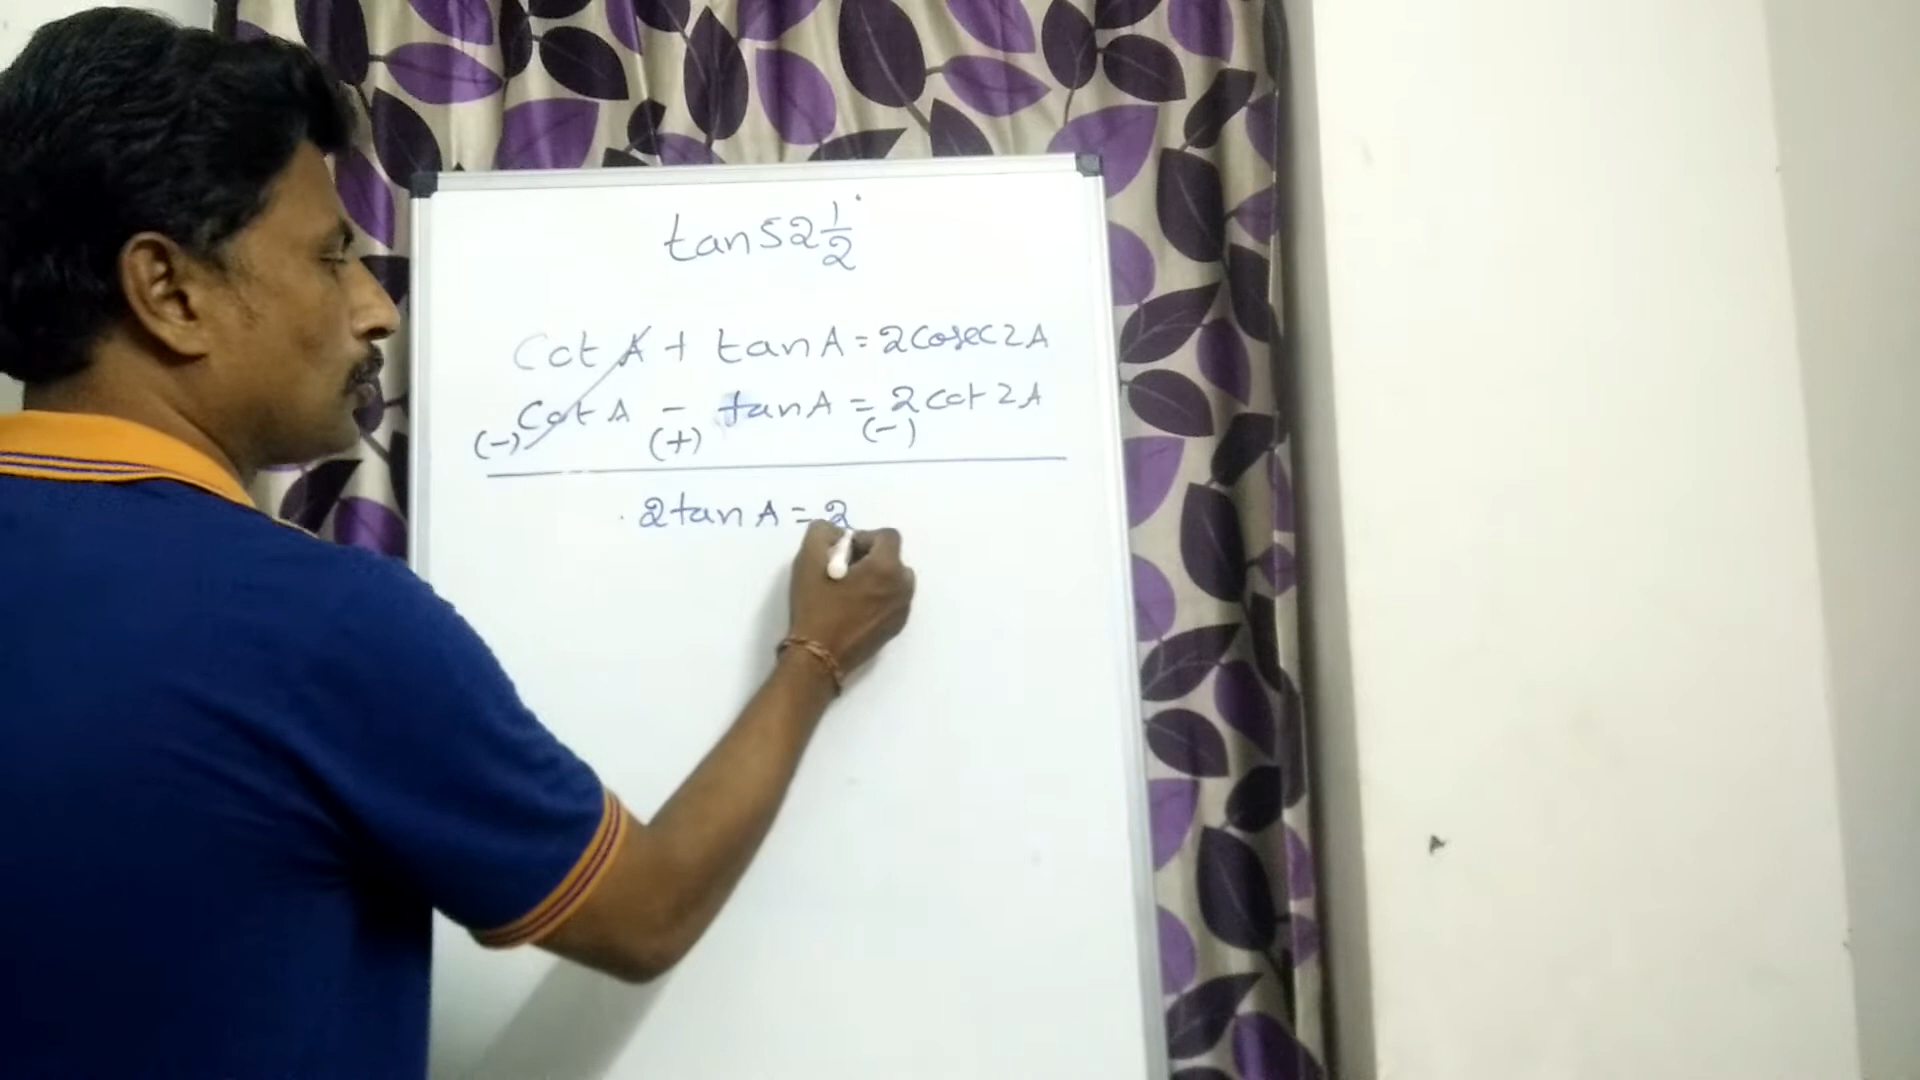 tan 52 1/2°
Cot A + tan A = 2 Cosec 2A
Cot A - tan A = 2 Cot 2A
(-) (+) (-)
2 tan A = 2